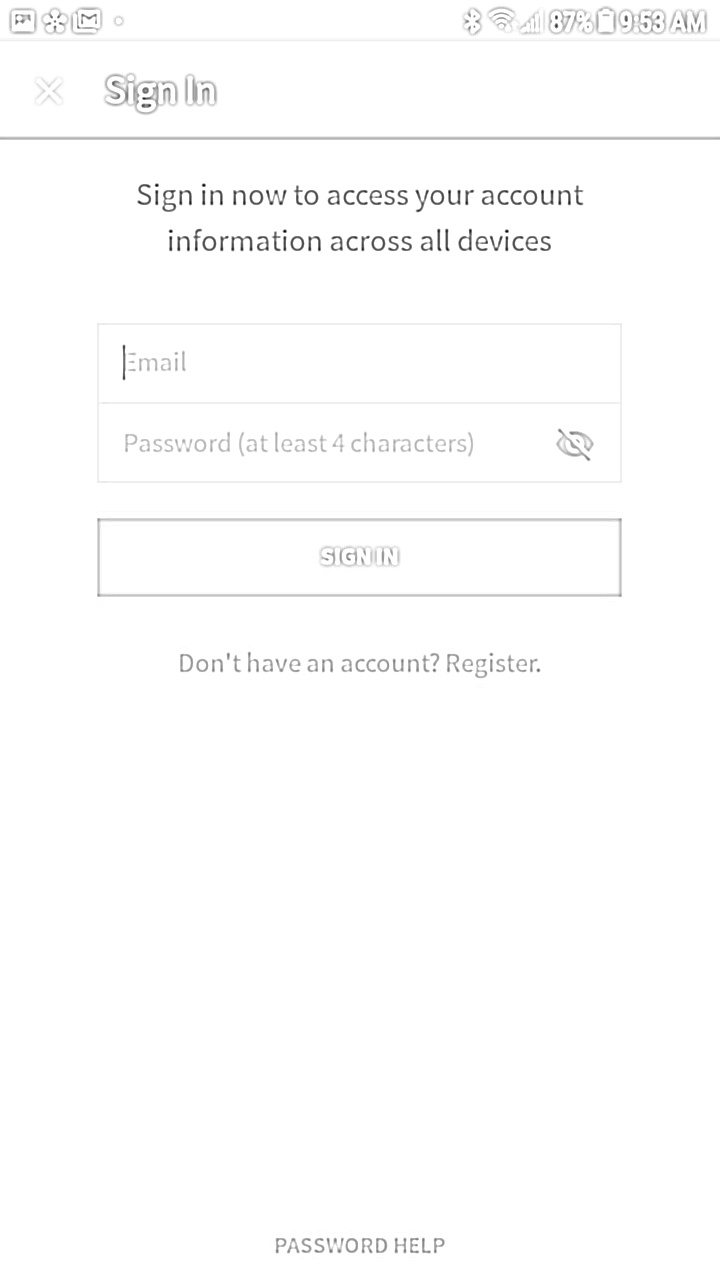 87% 9:53 AM
Sign In
Sign in now to access your account
information across all devices
Email
Password (at least 4 characters)
SIGN IN
Don't have an account? Register.
PASSWORD HELP